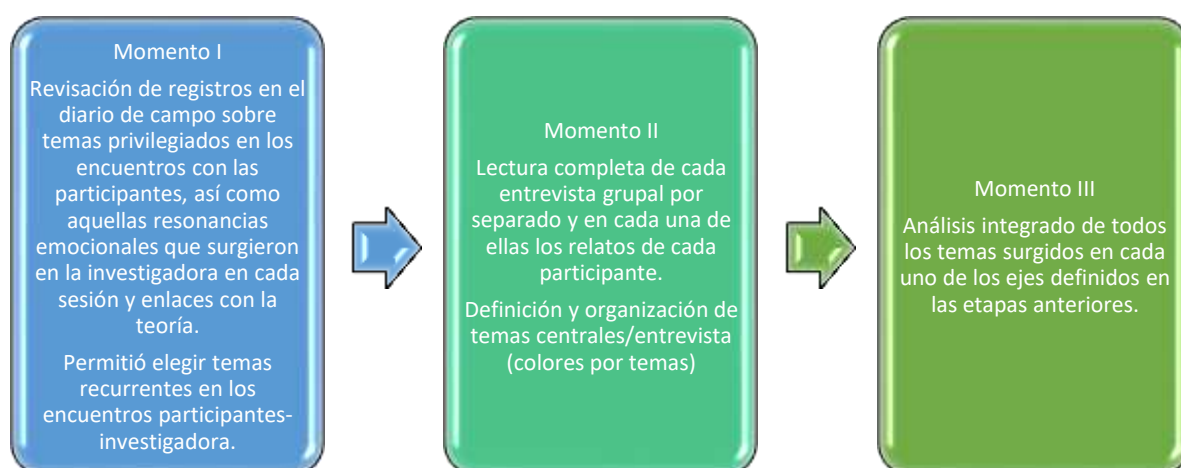 Momento I
Revisación de registros en el
diario de campo sobre
temas privilegiados en los
encuentros con las
participantes, así como
aquellas resonancias
emocionales que surgieron
en la investigadora en cada
sesión y enlaces con la
teoría.
Permitió elegir temas
recurrentes en los
encuentros participantes-
investigadora.
Momento II
Lectura completa de cada
entrevista grupal por
separado y en cada una de
ellas los relatos de cada
participante.
Definición y organización de
temas centrales/entrevista
(colores por temas)
Momento III
Análisis integrado de todos
los temas surgidos en cada
uno de los ejes definidos en
las etapas anteriores.